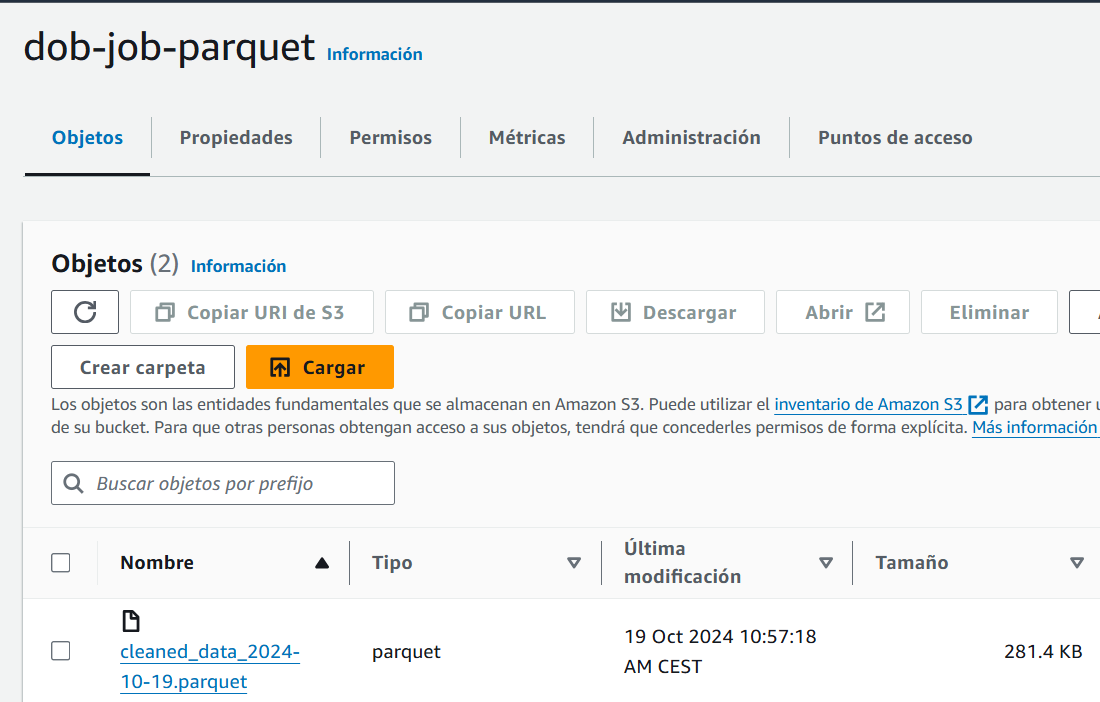 dob-job-parquet Información
Objetos Propiedades Permisos Métricas Administración Puntos de acceso
Objetos (2) Información
Copiar URI de S3 Copiar URL Descargar Abrir Eliminar
Crear carpeta Cargar
Los objetos son las entidades fundamentales que se almacenan en Amazon S3. Puede utilizar el inventario de Amazon S3 para obtener
de su bucket. Para que otras personas obtengan acceso a sus objetos, tendrá que concederles permisos de forma explícita. Más información
Buscar objetos por prefijo
Nombre Tipo Última modificación Tamaño
cleaned_data_2024-10-19.parquet parquet 19 Oct 2024 10:57:18 AM CEST 281.4 KB